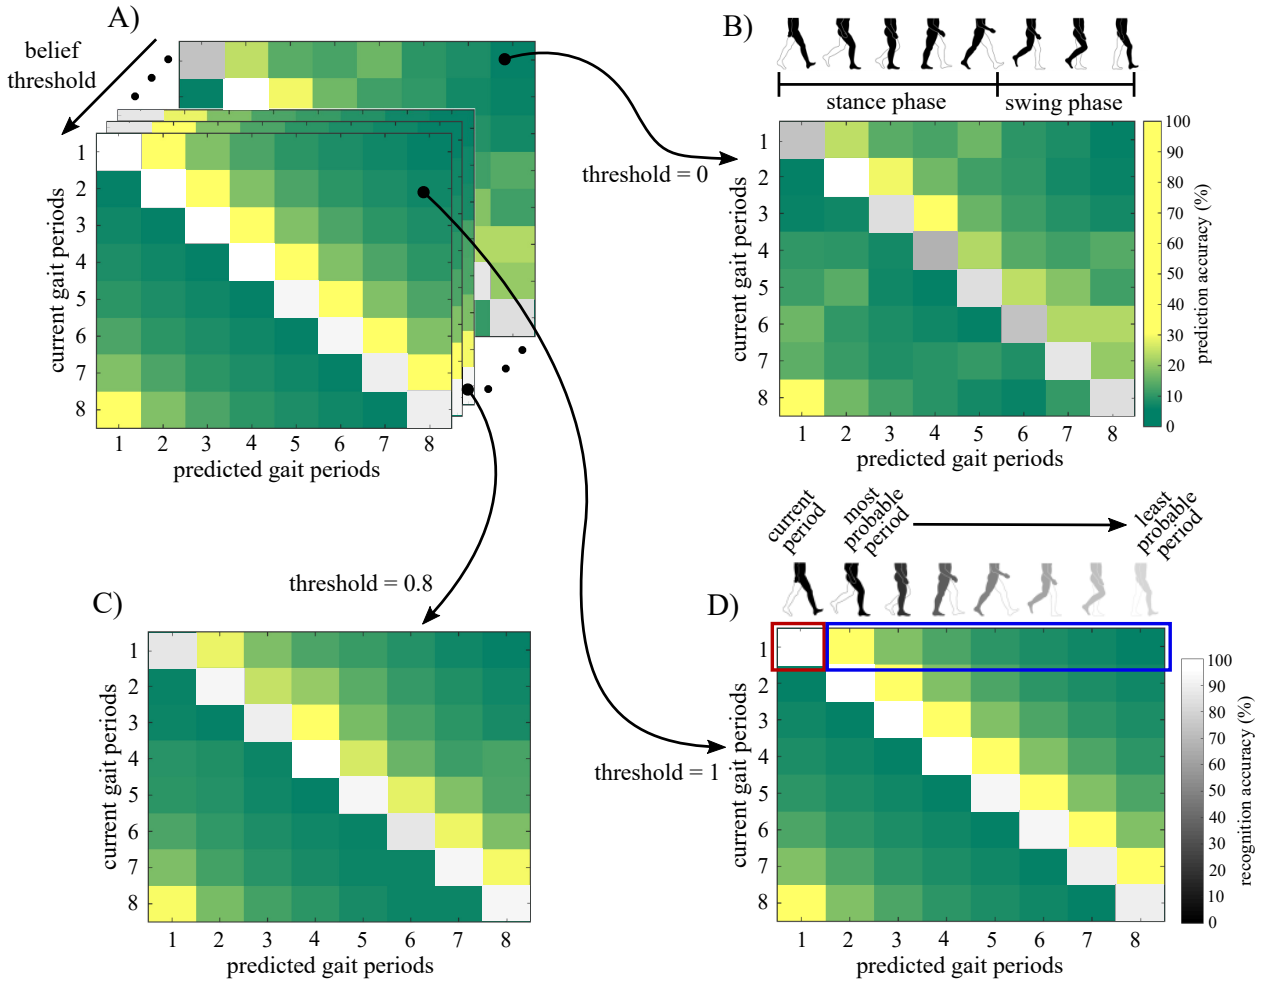 A)
belief
threshold
current gait periods
1
2
3
4
5
6
7
8
1 2 3 4 5 6 7 8
predicted gait periods
threshold = 0
B)
stance phase
swing phase
current gait periods
1
2
3
4
5
6
7
8
1 2 3 4 5 6 7 8
predicted gait periods
100
90
80
70
60
50
40
30
20
10
0
prediction accuracy (%)
threshold = 0.8
C)
current gait periods
1
2
3
4
5
6
7
8
1 2 3 4 5 6 7 8
predicted gait periods
threshold = 1
current
period
most
probable
period
least
probable
period
D)
current gait periods
1
2
3
4
5
6
7
8
1 2 3 4 5 6 7 8
predicted gait periods
100
90
80
70
60
50
40
30
20
10
0
recognition accuracy (%)